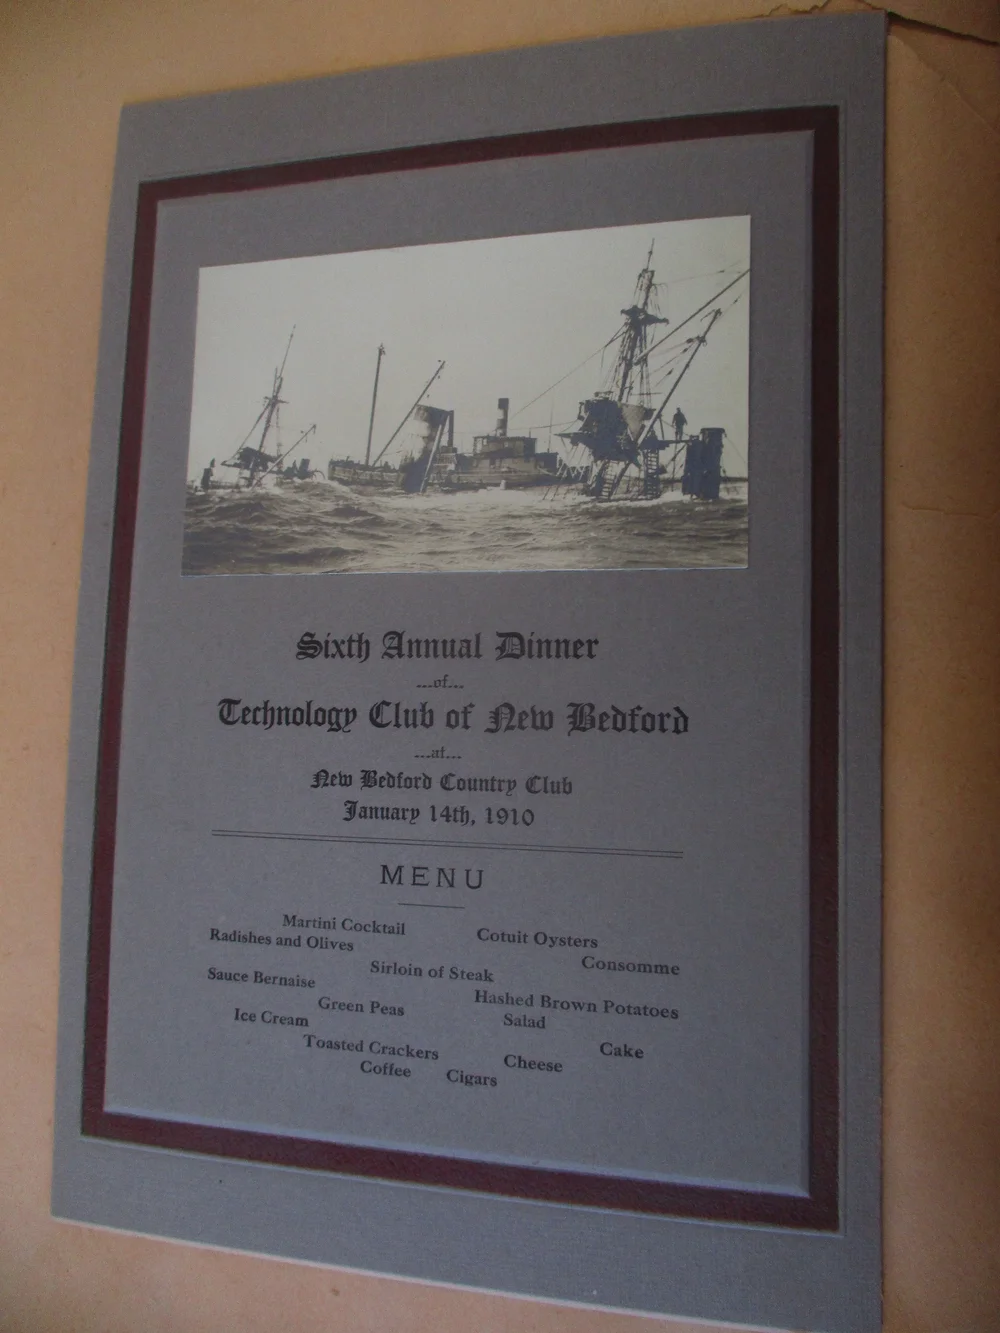 Sixth Annual Dinner
...of...
Technology Club of New Bedford
...at...
New Bedford Country Club
January 14th, 1910
MENU
Martini Cocktail
Cotuit Oysters
Radishes and Olives
Consomme
Sirloin of Steak
Sauce Bernaise
Hashed Brown Potatoes
Green Peas
Salad
Ice Cream
Cake
Toasted Crackers
Cheese
Coffee
Cigars